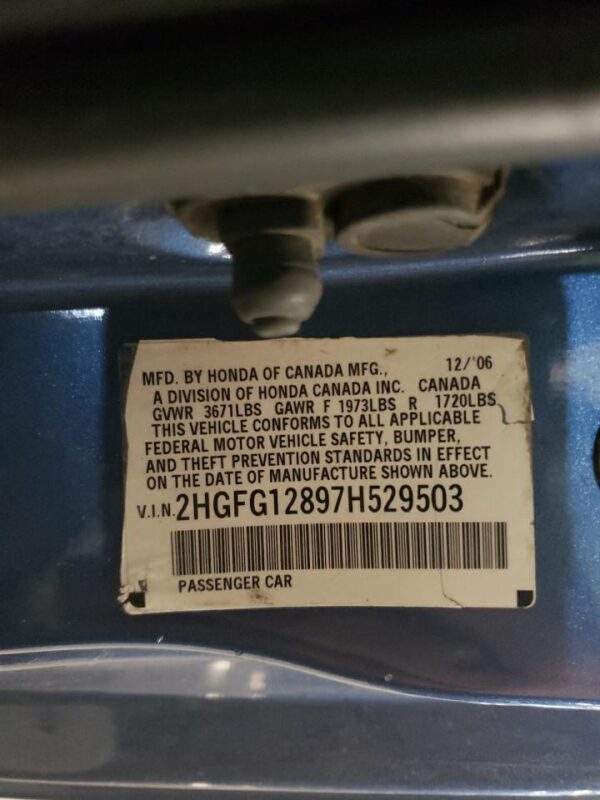 MFD. BY HONDA OF CANADA MFG., 12/'06
A DIVISION OF HONDA CANADA INC. CANADA
GVWR 3671LBS GAWR F 1973LBS R 1720LBS
THIS VEHICLE CONFORMS TO ALL APPLICABLE
FEDERAL MOTOR VEHICLE SAFETY, BUMPER,
AND THEFT PREVENTION STANDARDS IN EFFECT
ON THE DATE OF MANUFACTURE SHOWN ABOVE.
V.I.N. 2HGFG12897H529503
PASSENGER CAR